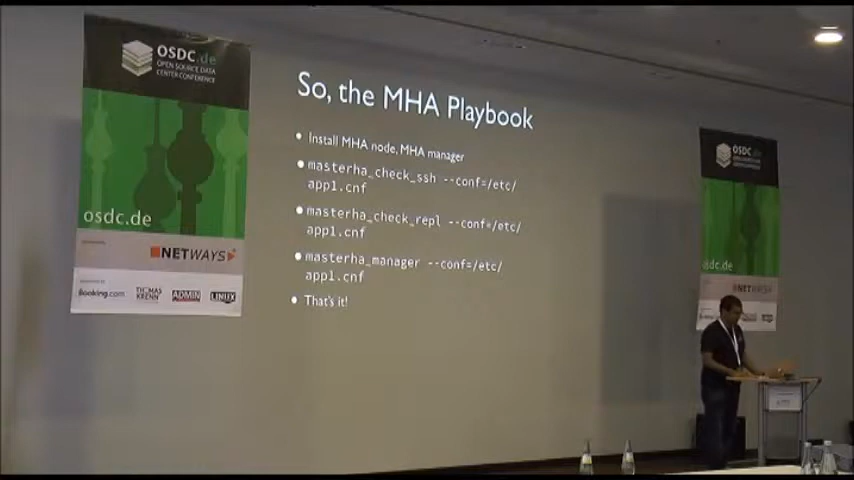 OSDC.de
OPEN SOURCE DATA
CENTER CONFERENCE
osdc.de
NETWAYS
Booking.com
THOMAS
KRENN
ADMIN
LINUX
So, the MHA Playbook
• Install MHA node, MHA manager
• masterha_check_ssh --conf=/etc/
app1.cnf
• masterha_check_repl --conf=/etc/
app1.cnf
• masterha_manager --conf=/etc/
app1.cnf
• That's it!
OSDC.de
osdc.de
NETWAYS